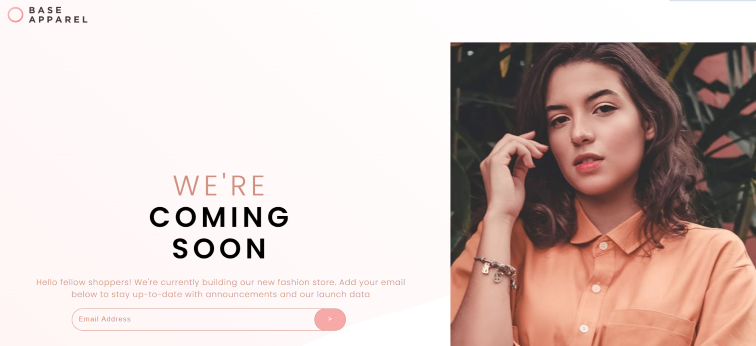 BASE
APPAREL
WE'RE
COMING
SOON
Hello fellow shoppers! We're currently building our new fashion store. Add your email
below to stay up-to-date with announcements and our launch data
Email Address